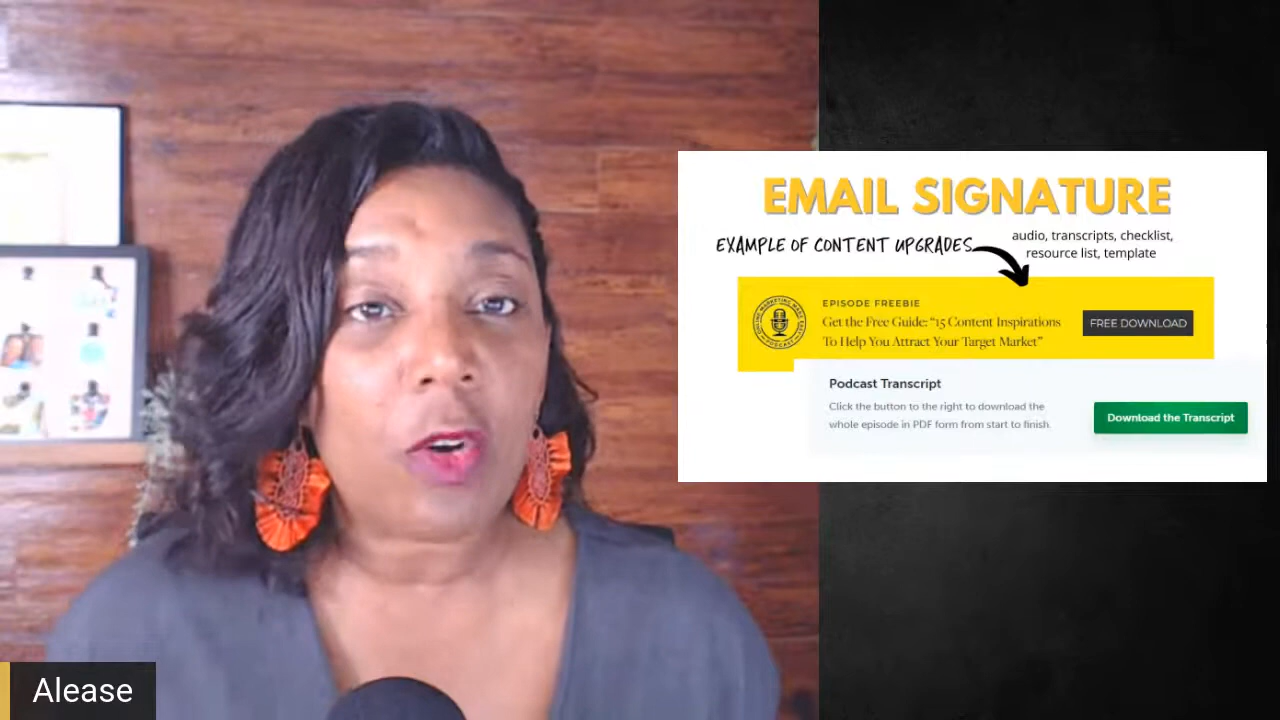 EMAIL SIGNATURE
EXAMPLE OF CONTENT UPGRADES
audio, transcripts, checklist,
resource list, template
EPISODE FREEBIE
Get the Free Guide: “15 Content Inspirations
To Help You Attract Your Target Market”
FREE DOWNLOAD
Podcast Transcript
Click the button to the right to download the
whole episode in PDF form from start to finish.
Download the Transcript
Alease